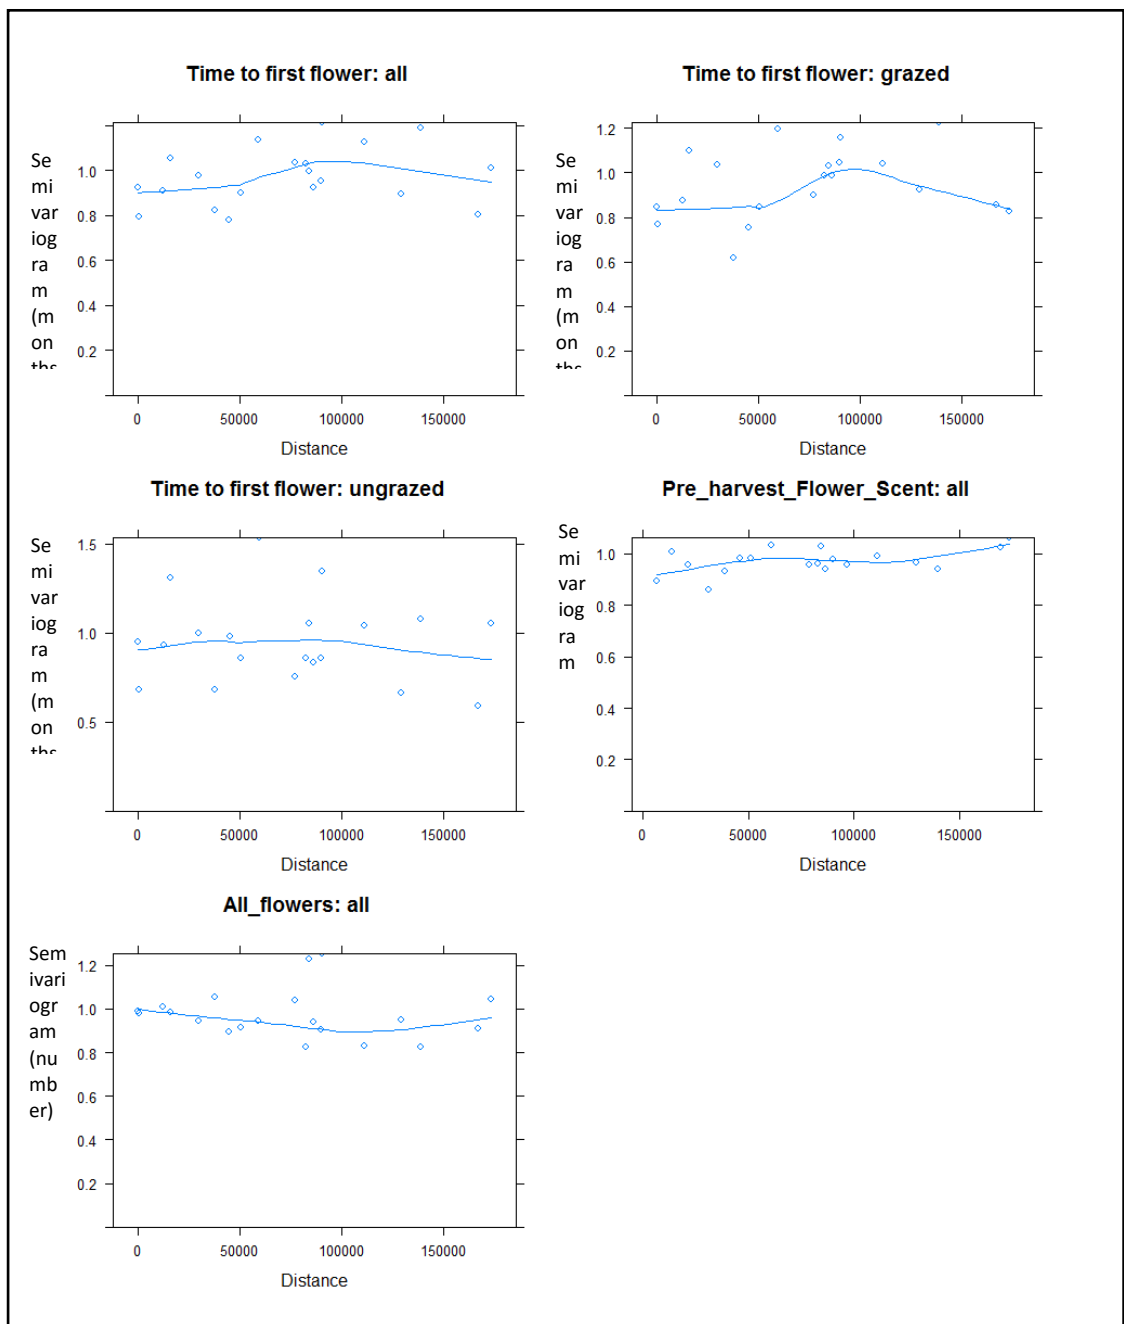 Time to first flower: all
Se
mi
var
iog
ra
m
(m
on
ths
1.0
0.8
0.6
0.4
0.2
0 50000 100000 150000
Distance
Time to first flower: grazed
Se
mi
var
iog
ra
m
(m
on
ths
1.2
1.0
0.8
0.6
0.4
0.2
0 50000 100000 150000
Distance
Time to first flower: ungrazed
Se
mi
var
iog
ra
m
(m
on
ths
1.5
1.0
0.5
0 50000 100000 150000
Distance
Pre_harvest_Flower_Scent: all
Se
mi
var
iog
ra
m
1.0
0.8
0.6
0.4
0.2
0 50000 100000 150000
Distance
All_flowers: all
Sem
ivari
ogr
am
(nu
mb
er)
1.2
1.0
0.8
0.6
0.4
0.2
0 50000 100000 150000
Distance